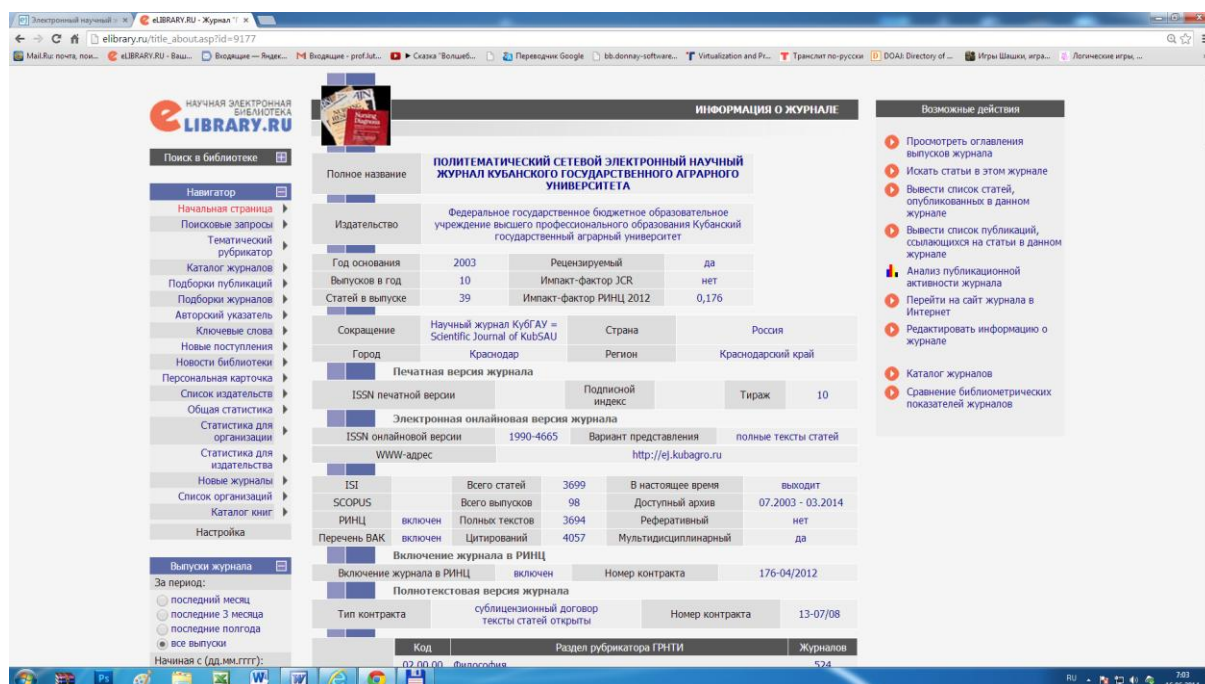 Электронный научный
eLIBRARY.RU - Журнал "
elibrary.ru/title_about.asp?id=9177
Mail.Ru: почта, пои...
eLIBRARY.RU - Ваш...
Входящие — Яндек...
Входящие - prof.lut...
Сказка "Волшеб...
Переводчик Google
bb.donnay-software...
Virtualization and Pr...
Транслит по-русски
DOAJ: Directory of ...
Игры Шашки, игра...
Логические игры, ...
НАУЧНАЯ ЭЛЕКТРОННАЯ
БИБЛИОТЕКА
eLIBRARY.RU
Поиск в библиотеке
Навигатор
Начальная страница
Поисковые запросы
Тематический
рубрикатор
Каталог журналов
Подборки публикаций
Подборки журналов
Авторский указатель
Ключевые слова
Новые поступления
Новости библиотеки
Персональная карточка
Список издательств
Общая статистика
Статистика для
организации
Статистика для
издательства
Новые журналы
Список организаций
Каталог книг
Настройка
Выпуски журнала
За период:
последний месяц
последние 3 месяца
последние полгода
все выпуски
Начиная с (дд.мм.гггг):
Nursing
Diagnosis
ИНФОРМАЦИЯ О ЖУРНАЛЕ
Полное название
ПОЛИТЕМАТИЧЕСКИЙ СЕТЕВОЙ ЭЛЕКТРОННЫЙ НАУЧНЫЙ
ЖУРНАЛ КУБАНСКОГО ГОСУДАРСТВЕННОГО АГРАРНОГО
УНИВЕРСИТЕТА
Издательство
Федеральное государственное бюджетное образовательное
учреждение высшего профессионального образования Кубанский
государственный аграрный университет
Год основания 2003 Рецензируемый да
Выпусков в год 10 Импакт-фактор JCR нет
Статей в выпуске 39 Импакт-фактор РИНЦ 2012 0,176
Сокращение
Научный журнал КубГАУ =
Scientific Journal of KubSAU
Страна Россия
Город Краснодар Регион Краснодарский край
Печатная версия журнала
ISSN печатной версии
Подписной
индекс
Тираж 10
Электронная онлайновая версия журнала
ISSN онлайновой версии 1990-4665 Вариант представления полные тексты статей
WWW-адрес http://ej.kubagro.ru
ISI Всего статей 3699 В настоящее время выходит
SCOPUS Всего выпусков 98 Доступный архив 07.2003 - 03.2014
РИНЦ включен Полных текстов 3694 Реферативный нет
Перечень ВАК включен Цитирований 4057 Мультидисциплинарный да
Включение журнала в РИНЦ
Включение журнала в РИНЦ включен Номер контракта 176-04/2012
Полнотекстовая версия журнала
Тип контракта
сублицензионный договор
тексты статей открыты
Номер контракта 13-07/08
Код Раздел рубрикатора ГРНТИ Журналов
02.00.00 Философия 524
Возможные действия
Просмотреть оглавления
выпусков журнала
Искать статьи в этом журнале
Вывести список статей,
опубликованных в данном
журнале
Вывести список публикаций,
ссылающихся на статьи в данном
журнале
Анализ публикационной
активности журнала
Перейти на сайт журнала в
Интернет
Редактировать информацию о
журнале
Каталог журналов
Сравнение библиометрических
показателей журналов
RU
7:03